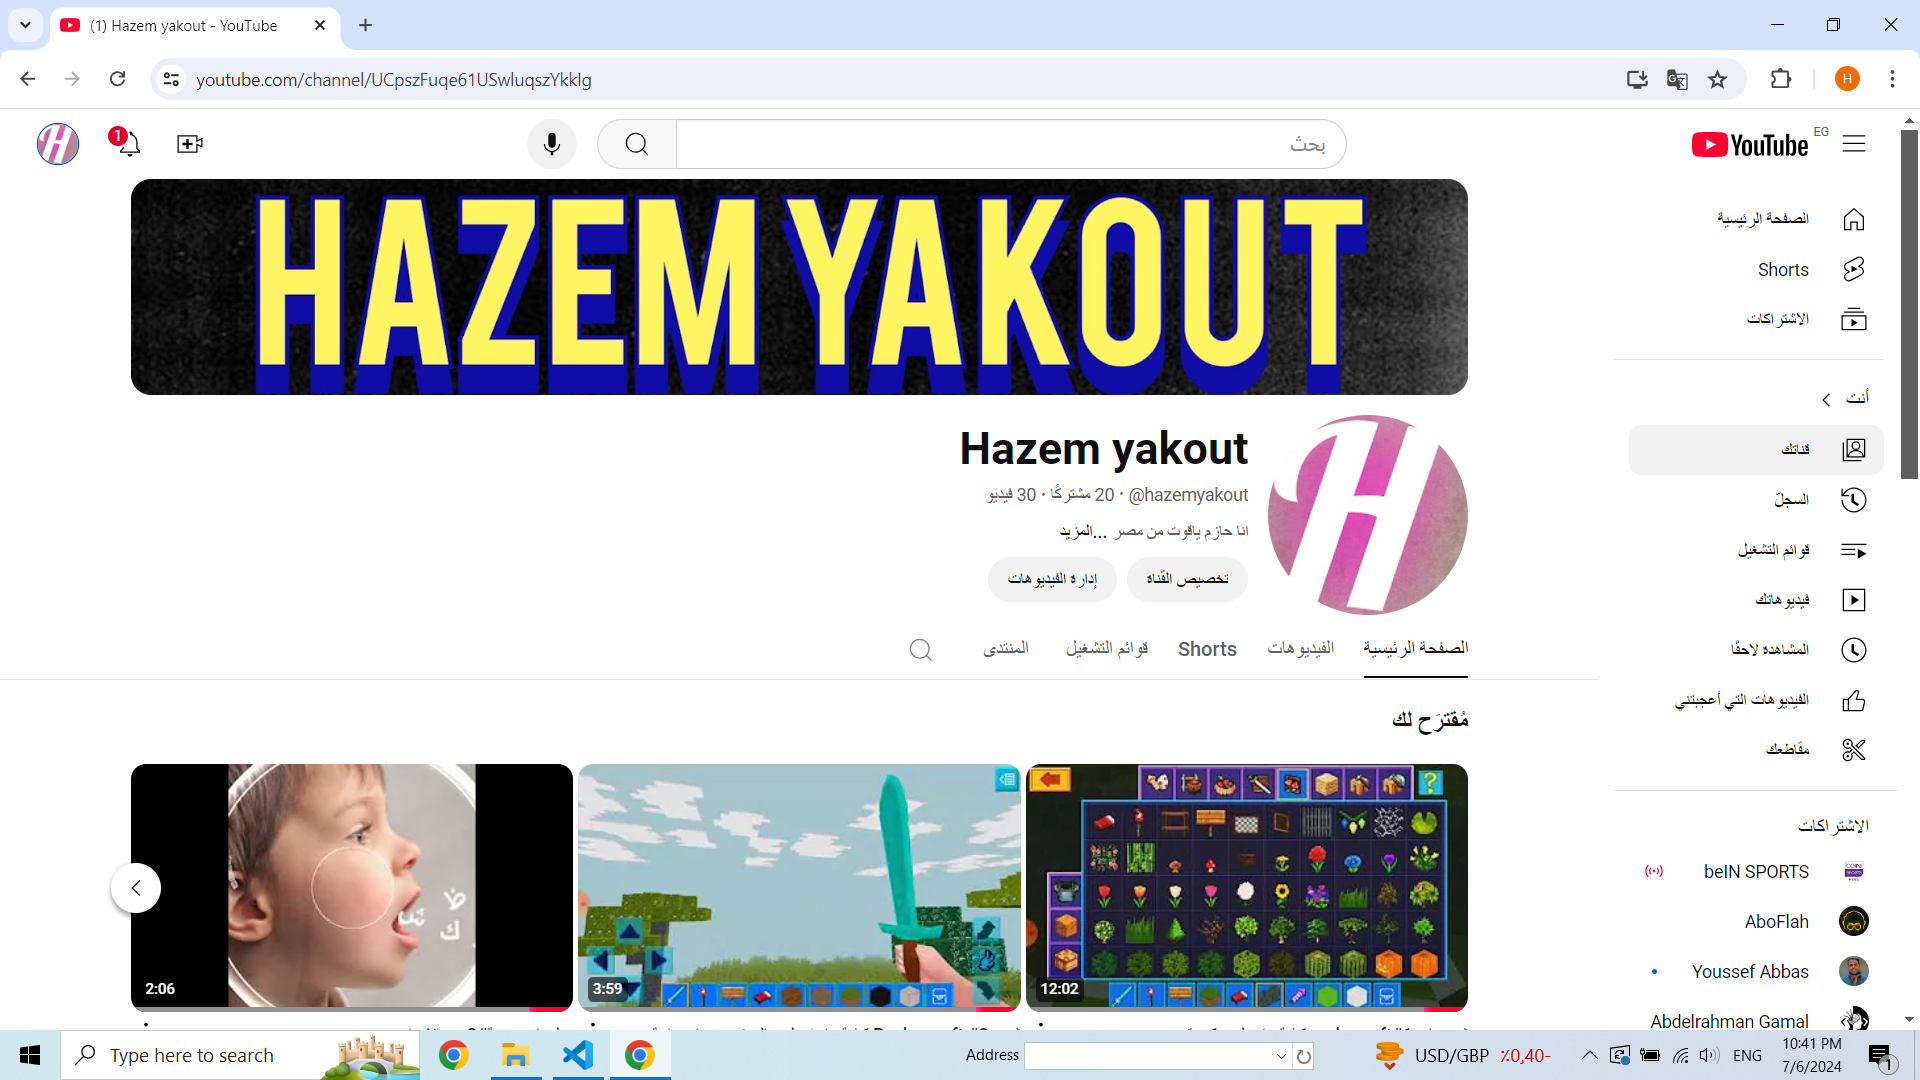 (1) Hazem yakout - YouTube
youtube.com/channel/UCpszFuqe61USwluqszYkklg
H
1
بحث
YouTube
EG
HAZEM YAKOUT
Hazem yakout
@hazemyakout • 20 مشتركًا • 30 فيديو
انا حازم ياقوت من مصر ...المزيد
تخصيص القناة
إدارة الفيديوهات
الصفحة الرئيسية
الفيديوهات
Shorts
قوائم التشغيل
المنتدى
مُقترَح لك
12:02
3:59
2:06
الصفحة الرئيسية
Shorts
الاشتراكات
أنت
قناتك
السجلّ
قوائم التشغيل
فيديوهاتك
المشاهدة لاحقًا
الفيديوهات التي أعجبتني
مقاطعك
الاشتراكات
beIN SPORTS
AboFlah
Youssef Abbas
Abdelrahman Gamal
Type here to search
Address
USD/GBP
٪0,40-
ENG
10:41 PM
7/6/2024
1